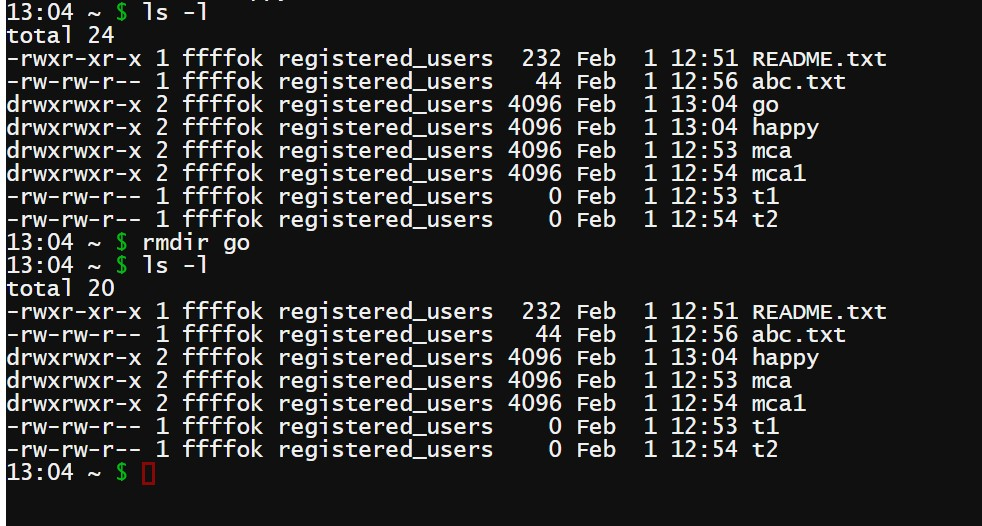 13:04 ~ $ ls -l
total 24
-rwxr-xr-x 1 ffffok registered_users  232 Feb  1 12:51 README.txt
-rw-rw-r-- 1 ffffok registered_users   44 Feb  1 12:56 abc.txt
drwxrwxr-x 2 ffffok registered_users 4096 Feb  1 13:04 go
drwxrwxr-x 2 ffffok registered_users 4096 Feb  1 13:04 happy
drwxrwxr-x 2 ffffok registered_users 4096 Feb  1 12:53 mca
drwxrwxr-x 2 ffffok registered_users 4096 Feb  1 12:54 mca1
-rw-rw-r-- 1 ffffok registered_users    0 Feb  1 12:53 t1
-rw-rw-r-- 1 ffffok registered_users    0 Feb  1 12:54 t2
13:04 ~ $ rmdir go
13:04 ~ $ ls -l
total 20
-rwxr-xr-x 1 ffffok registered_users  232 Feb  1 12:51 README.txt
-rw-rw-r-- 1 ffffok registered_users   44 Feb  1 12:56 abc.txt
drwxrwxr-x 2 ffffok registered_users 4096 Feb  1 13:04 happy
drwxrwxr-x 2 ffffok registered_users 4096 Feb  1 12:53 mca
drwxrwxr-x 2 ffffok registered_users 4096 Feb  1 12:54 mca1
-rw-rw-r-- 1 ffffok registered_users    0 Feb  1 12:53 t1
-rw-rw-r-- 1 ffffok registered_users    0 Feb  1 12:54 t2
13:04 ~ $